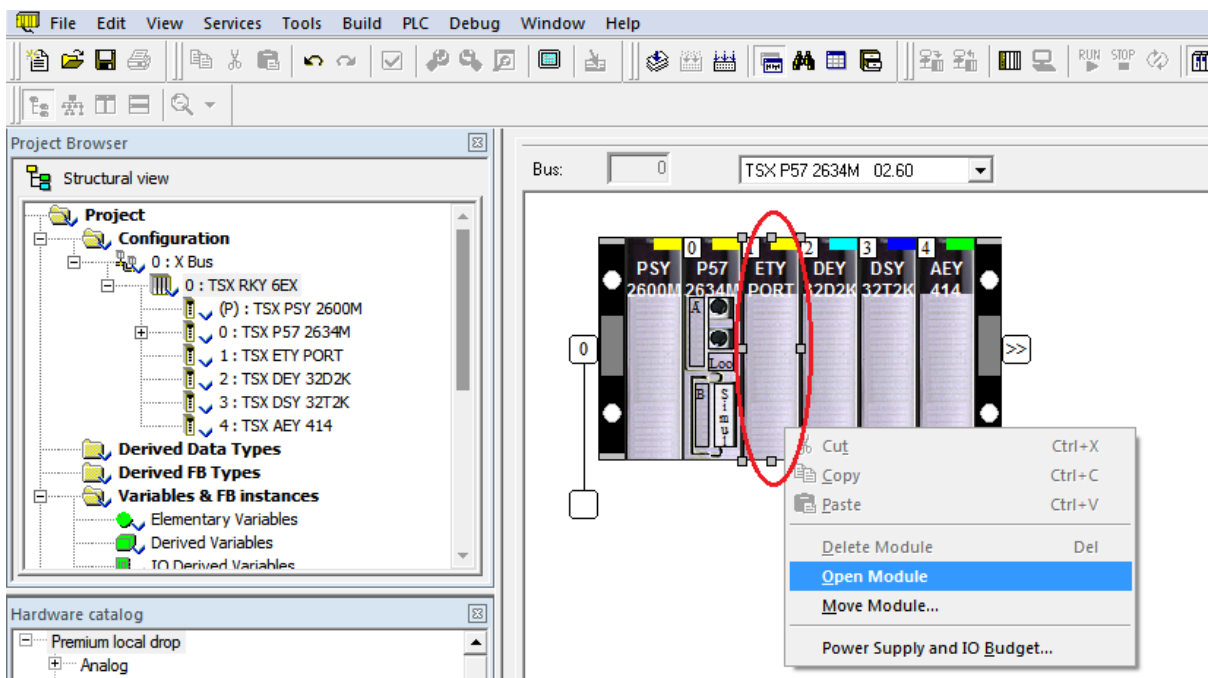 File Edit View Services Tools Build PLC Debug Window Help
RUN STOP
Project Browser
Structural view
Project
Configuration
0 : X Bus
0 : TSX RKY 6EX
(P) : TSX PSY 2600M
0 : TSX P57 2634M
1 : TSX ETY PORT
2 : TSX DEY 32D2K
3 : TSX DSY 32T2K
4 : TSX AEY 414
Derived Data Types
Derived FB Types
Variables & FB instances
Elementary Variables
Derived Variables
IO Derived Variables
Hardware catalog
Premium local drop
Analog
Bus: 0 TSX P57 2634M 02.60
0 1 2 3 4
PSY P57 ETY DEY DSY AEY
2600M 2634M PORT 32D2K 32T2K 414
A
Loo
B
Simul
0
>>
Cut Ctrl+X
Copy Ctrl+C
Paste Ctrl+V
Delete Module Del
Open Module
Move Module...
Power Supply and IO Budget...